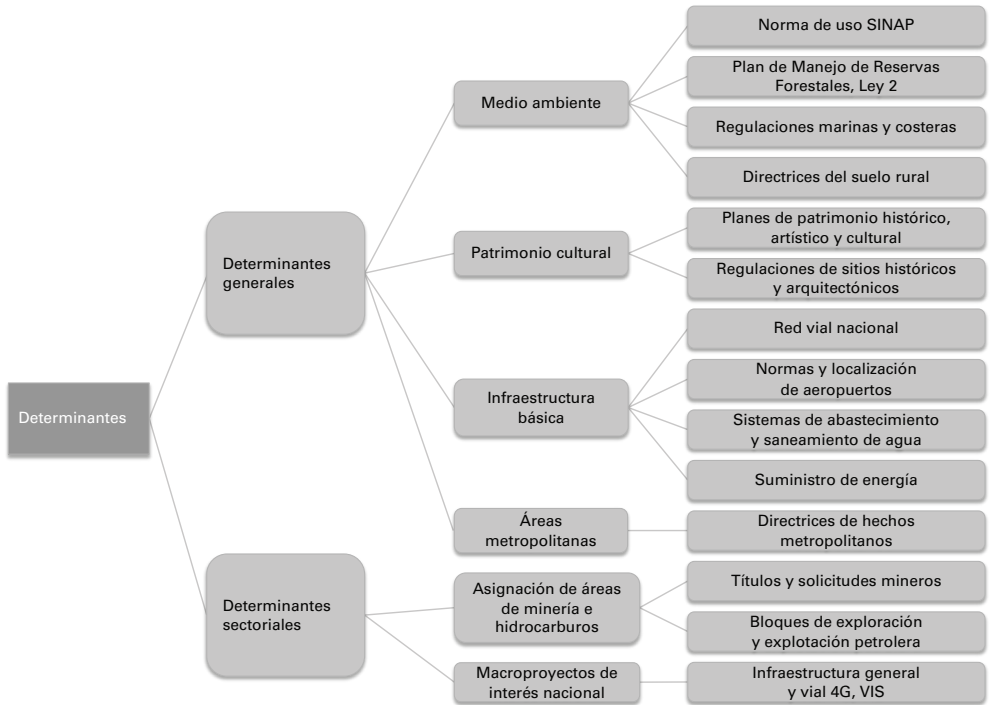 Determinantes
Determinantes
generales
Medio ambiente
Norma de uso SINAP
Plan de Manejo de Reservas
Forestales, Ley 2
Regulaciones marinas y costeras
Directrices del suelo rural
Patrimonio cultural
Planes de patrimonio histórico,
artístico y cultural
Regulaciones de sitios históricos
y arquitectónicos
Infraestructura
básica
Red vial nacional
Normas y localización
de aeropuertos
Sistemas de abastecimiento
y saneamiento de agua
Suministro de energía
Áreas
metropolitanas
Directrices de hechos
metropolitanos
Determinantes
sectoriales
Asignación de áreas
de minería e
hidrocarburos
Títulos y solicitudes mineros
Bloques de exploración
y explotación petrolera
Macroproyectos de
interés nacional
Infraestructura general
y vial 4G, VIS